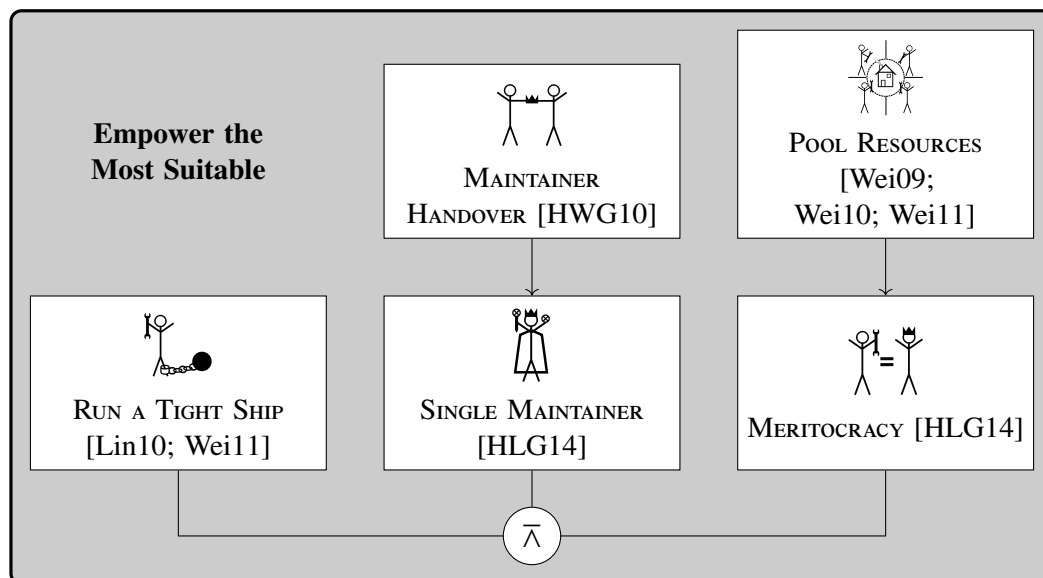 Empower the
Most Suitable
MAINTAINER
HANDOVER [HWG10]
POOL RESOURCES
[Wei09;
Wei10; Wei11]
RUN A TIGHT SHIP
[Lin10; Wei11]
SINGLE MAINTAINER
[HLG14]
=
MERITOCRACY [HLG14]
⊼